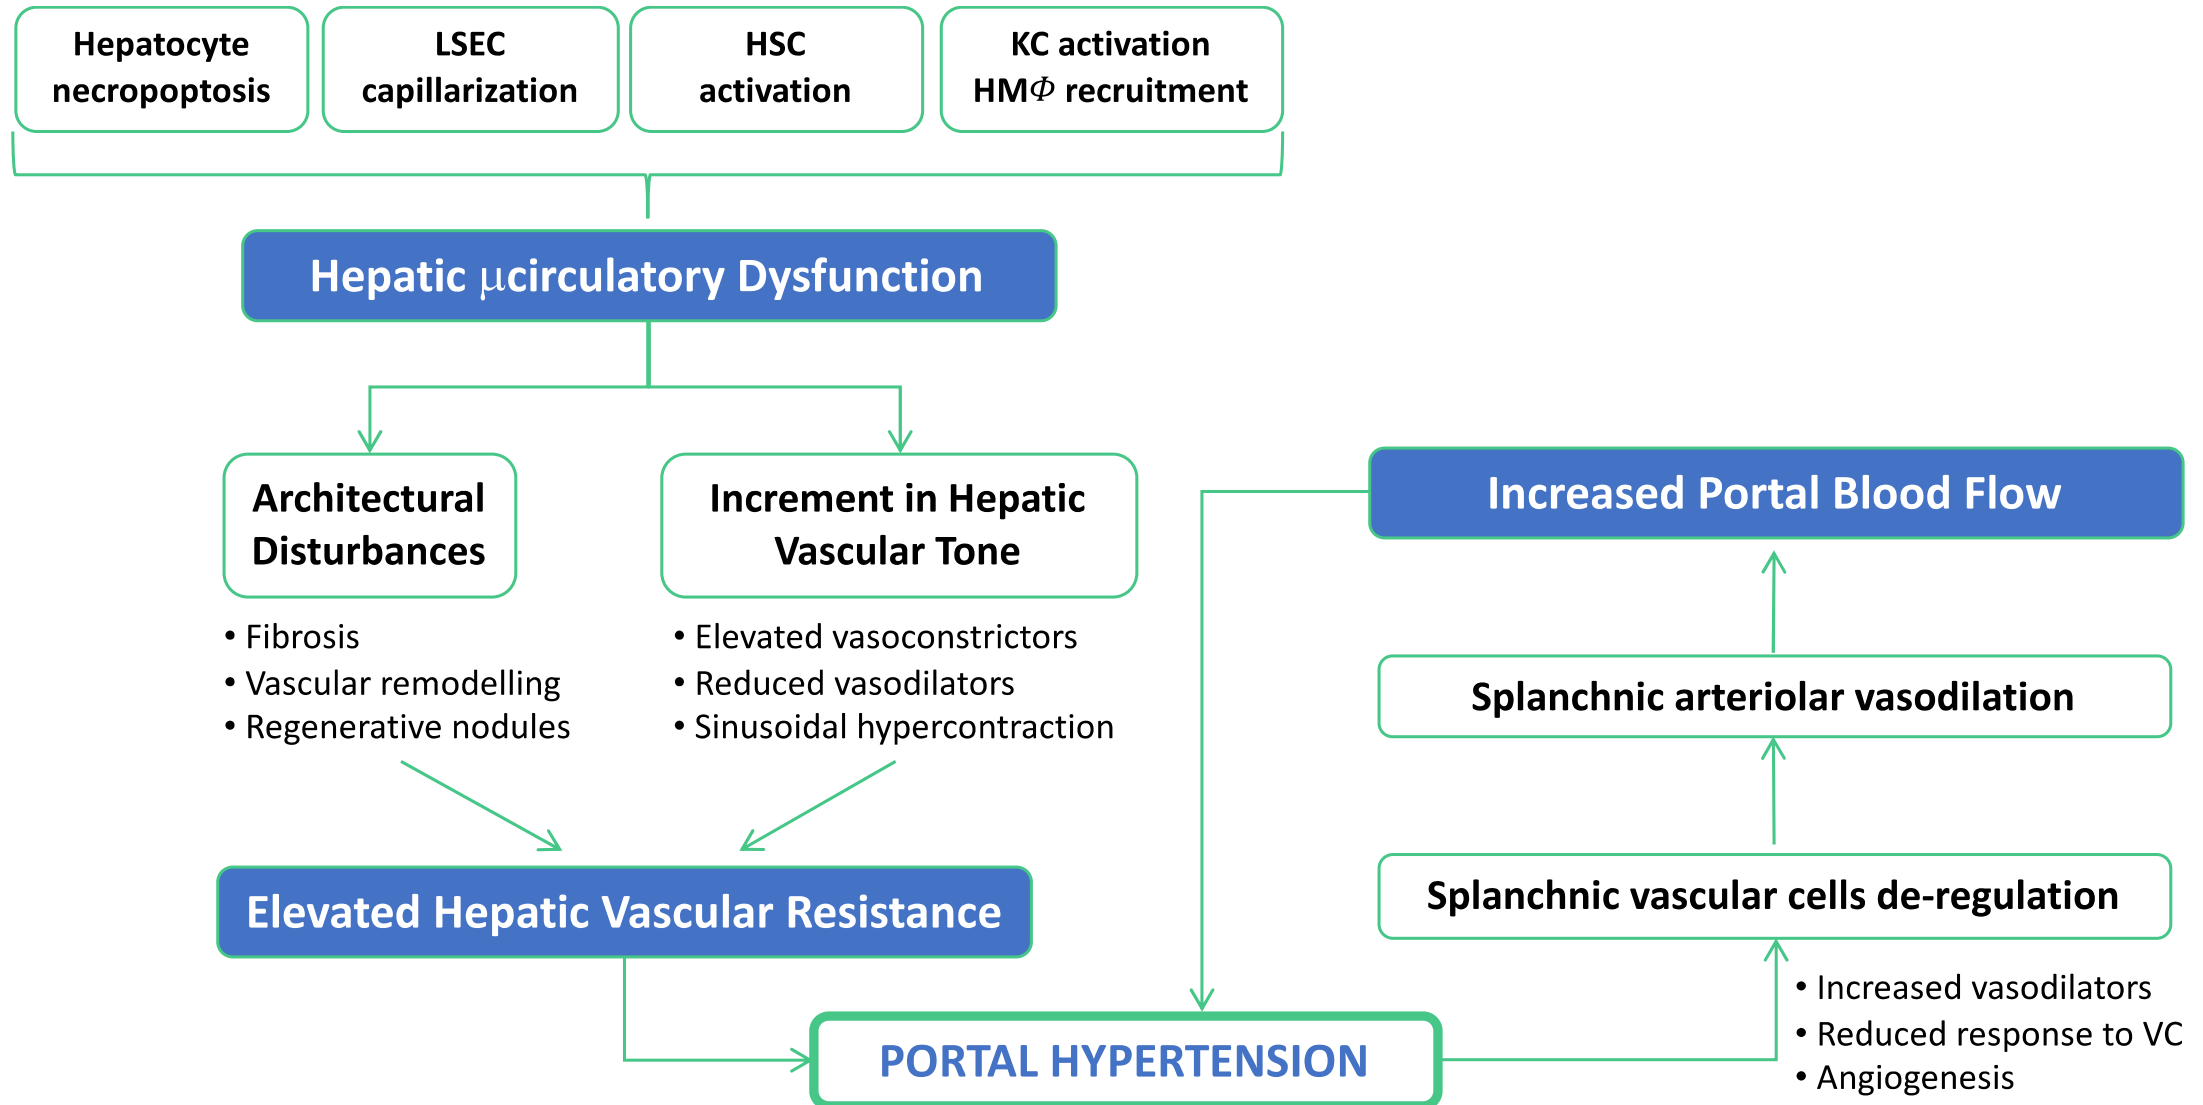 Hepatocyte
necropoptosis
LSEC
capillarization
HSC
activation
KC activation
HMΦ recruitment
Hepatic μcirculatory Dysfunction
Architectural
Disturbances
• Fibrosis
• Vascular remodelling
• Regenerative nodules
Increment in Hepatic
Vascular Tone
• Elevated vasoconstrictors
• Reduced vasodilators
• Sinusoidal hypercontraction
Elevated Hepatic Vascular Resistance
PORTAL HYPERTENSION
Increased Portal Blood Flow
Splanchnic arteriolar vasodilation
Splanchnic vascular cells de-regulation
• Increased vasodilators
• Reduced response to VC
• Angiogenesis